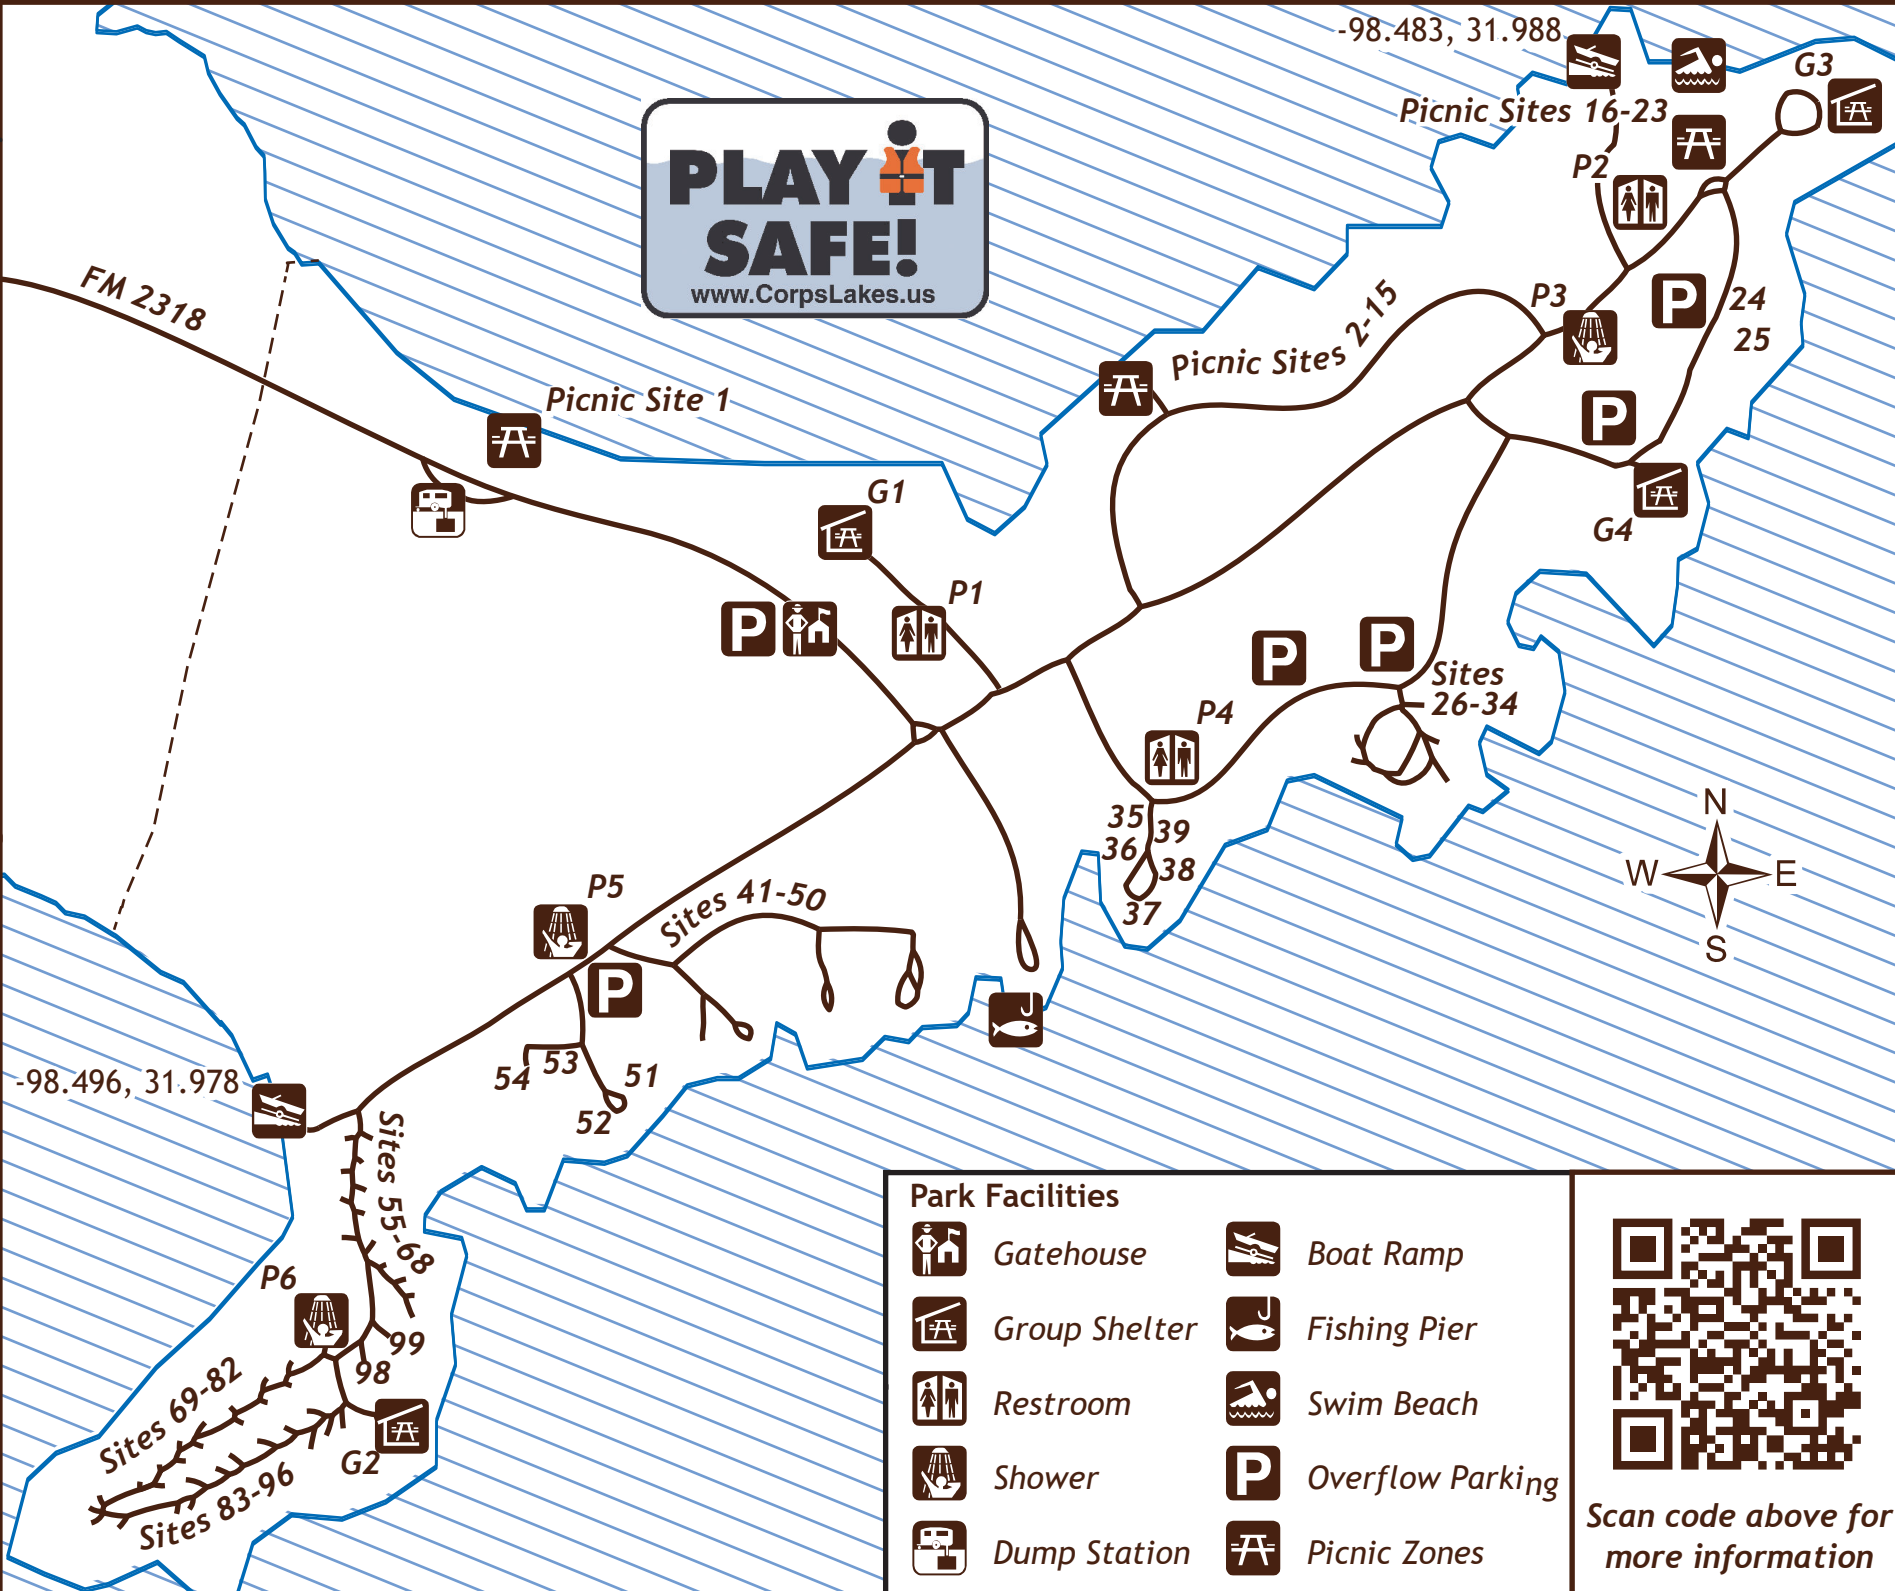 -98.483, 31.988
G3
Picnic Sites 16-23
P2
PLAY IT
SAFE!
www.CorpsLakes.us
FM 2318
P3
P
24
25
Picnic Sites 2-15
Picnic Site 1
P
G1
G4
P1
P
P
P
Sites
26-34
P4
N
W E
S
35
39
36
38
37
P5
Sites 41-50
P
53
54
51
52
-98.496, 31.978
Sites 55-68
P6
99
98
Sites 69-82
G2
Sites 83-96
Park Facilities
Gatehouse
Boat Ramp
Group Shelter
Fishing Pier
Restroom
Swim Beach
Shower
P Overflow Parking
Dump Station
Picnic Zones
Scan code above for
more information